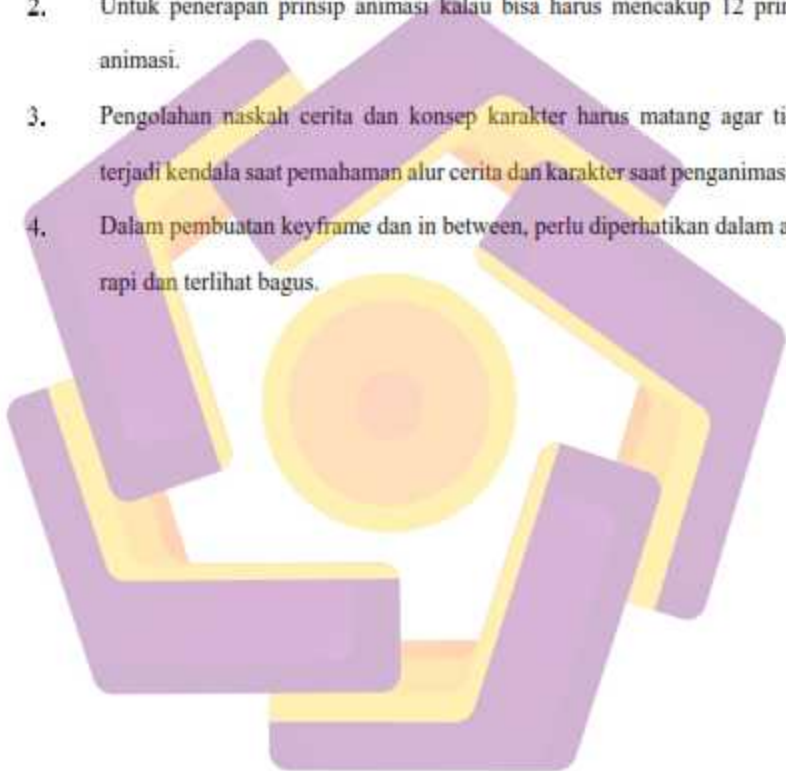 2. Untuk penerapan prinsip animasi kalau bisa harus mencakup 12 prin
animasi.
3. Pengolahan naskah cerita dan konsep karakter harus matang agar ti
terjadi kendala saat pemahaman alur cerita dan karakter saat penganimas
4. Dalam pembuatan keyframe dan in between, perlu diperhatikan dalam a
rapi dan terlihat bagus.